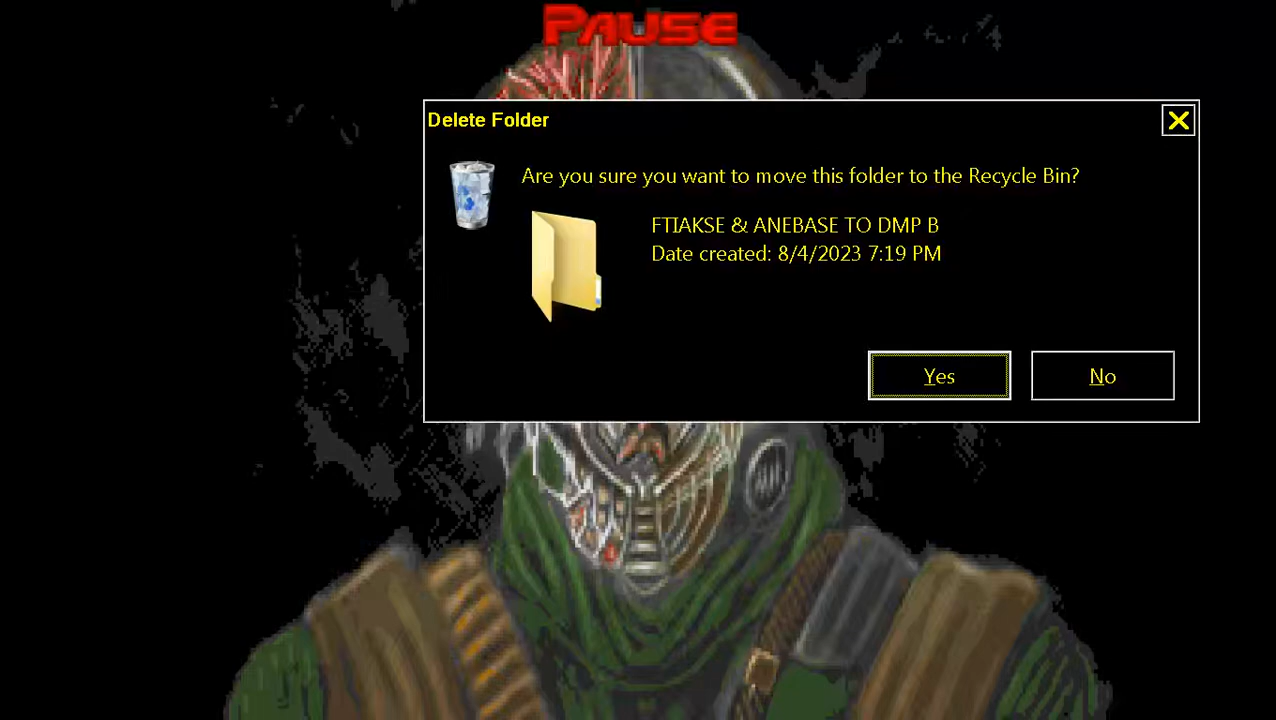 PAUSE
Delete Folder
Are you sure you want to move this folder to the Recycle Bin?
FTIAKSE & ANEBASE TO DMP B
Date created: 8/4/2023 7:19 PM
Yes
No